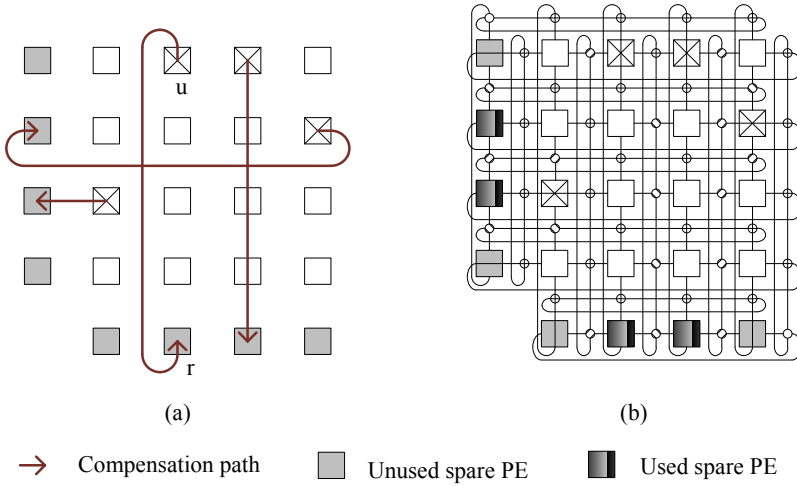 u
r
(a)
(b)
Compensation path
Unused spare PE
Used spare PE